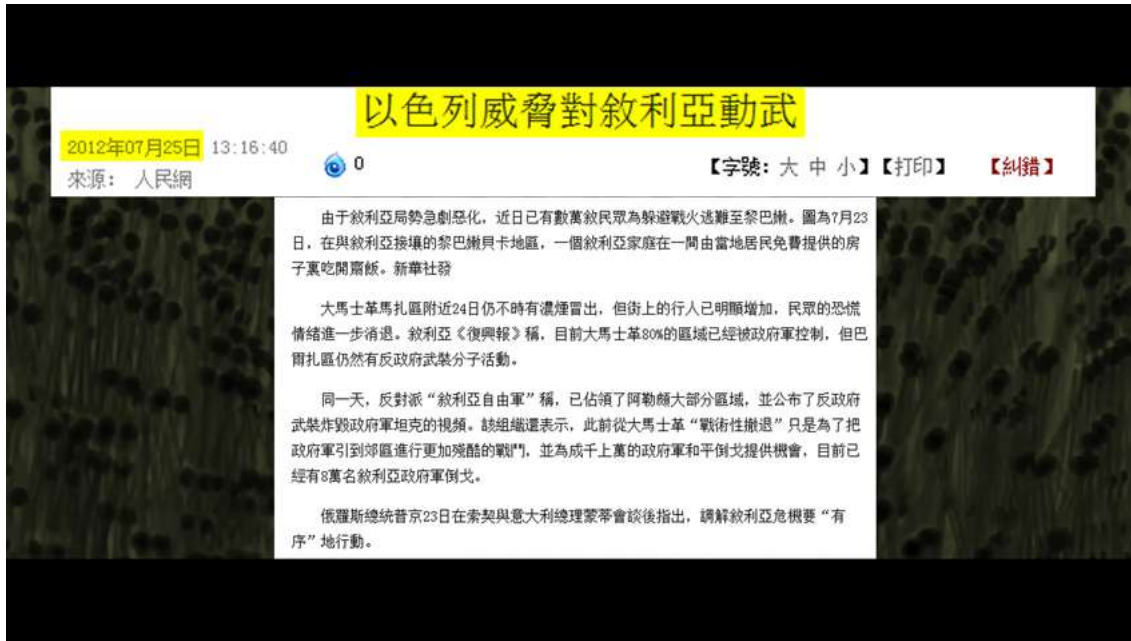 以色列威脅對敘利亞動武
2012年07月25日 13:16:40
來源： 人民網
0
【字號：大 中 小】【打印】 【糾錯】
由于敘利亞局勢急劇惡化，近日已有數萬敘民眾為躲避戰火逃難至黎巴嫩。圖為7月23
日，在與敘利亞接壤的黎巴嫩貝卡地區，一個敘利亞家庭在一間由當地居民免費提供的房
子裏吃開齋飯。新華社發
大馬士革馬扎區附近24日仍不時有濃煙冒出，但街上的行人已明顯增加，民眾的恐慌
情緒進一步消退。敘利亞《復興報》稱，目前大馬士革80%的區域已經被政府軍控制，但巴
爾扎區仍然有反政府武裝分子活動。
同一天，反對派“敘利亞自由軍”稱，已佔領了阿勒頗大部分區域，並公布了反政府
武裝炸毀政府軍坦克的視頻。該組織還表示，此前從大馬士革“戰術性撤退”只是為了把
政府軍引到郊區進行更加殘酷的戰鬥，並為成千上萬的政府軍和平倒戈提供機會，目前已
經有8萬名敘利亞政府軍倒戈。
俄羅斯總統普京23日在索契與意大利總理蒙蒂會談後指出，調解敘利亞危機要“有
序”地行動。